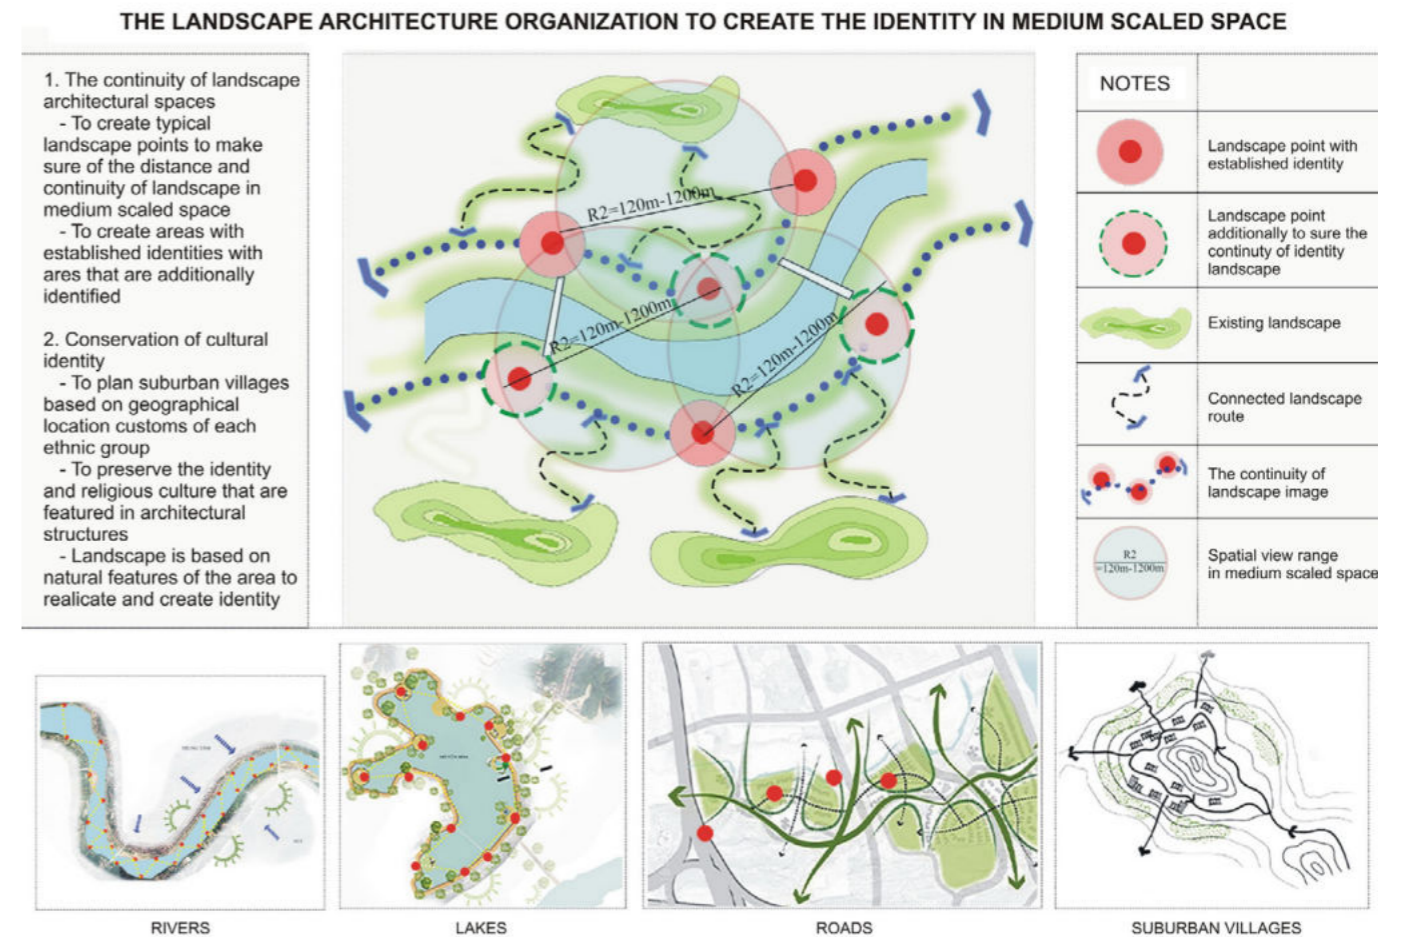 THE LANDSCAPE ARCHITECTURE ORGANIZATION TO CREATE THE IDENTITY IN MEDIUM SCALED SPACE
1. The continuity of landscape
architectural spaces
- To create typical
landscape points to make
sure of the distance and
continuity of landscape in
medium scaled space
- To create areas with
established identities with
ares that are additionally
identified
2. Conservation of cultural
identity
- To plan suburban villages
based on geographical
location customs of each
ethnic group
- To preserve the identity
and religious culture that are
featured in architectural
structures
- Landscape is based on
natural features of the area to
realicate and create identity
R2=120m-1200m
R2=120m-1200m
R2=120m-1200m
NOTES
Landscape point with
established identity
Landscape point
additionally to sure the
continuty of identity
landscape
Existing landscape
Connected landscape
route
The continuity of
landscape image
R2
=120m-1200m
Spatial view range
in medium scaled space
RIVERS
LAKES
ROADS
SUBURBAN VILLAGES